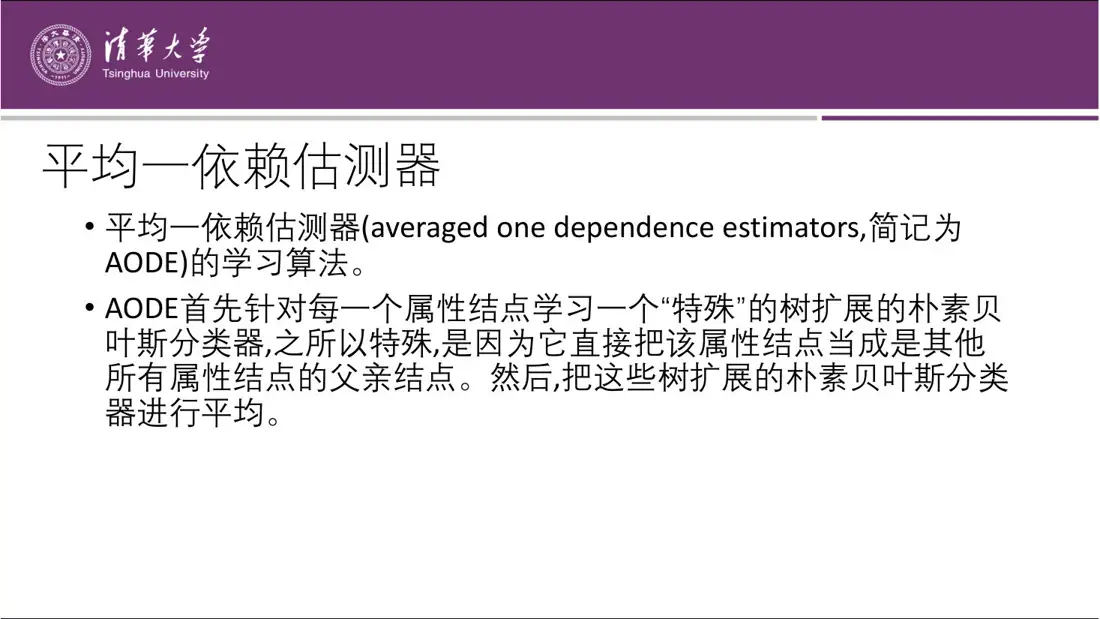 清华大学
Tsinghua University
平均一依赖估测器
• 平均一依赖估测器(averaged one dependence estimators,简记为
AODE)的学习算法。
• AODE首先针对每一个属性结点学习一个“特殊”的树扩展的朴素贝
叶斯分类器,之所以特殊,是因为它直接把该属性结点当成是其他
所有属性结点的父亲结点。然后,把这些树扩展的朴素贝叶斯分类
器进行平均。